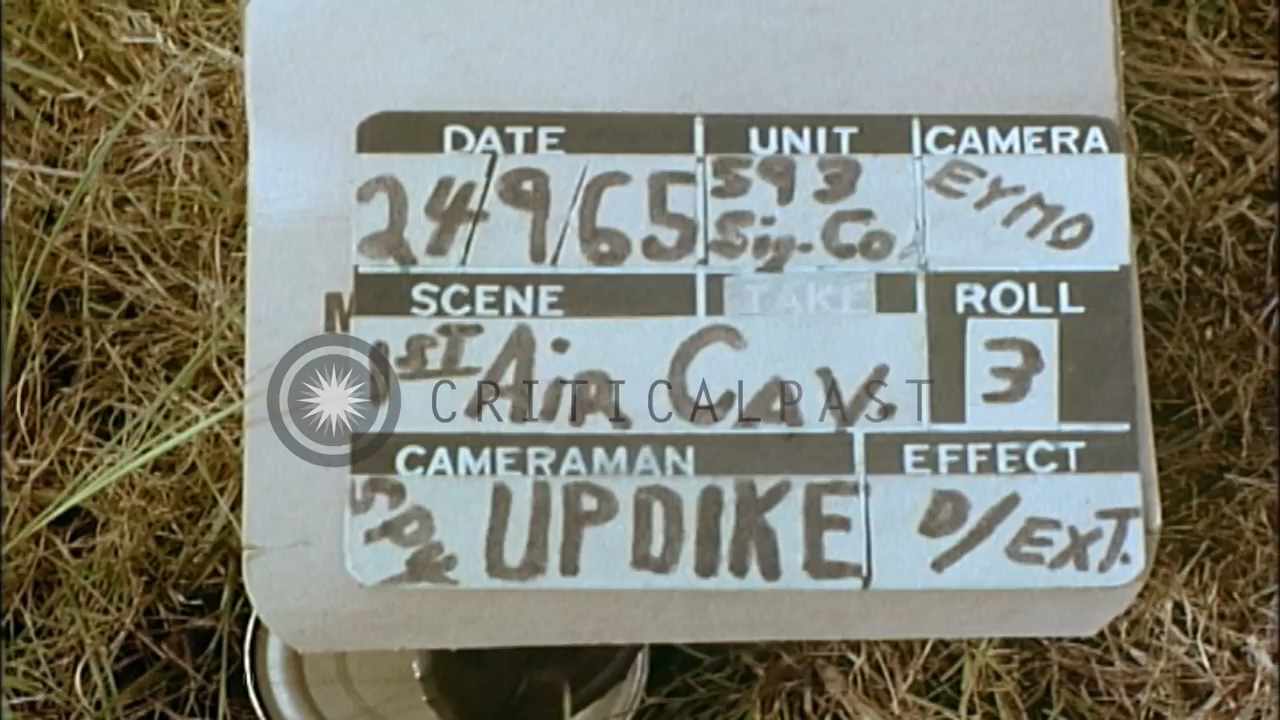 DATE UNIT CAMERA
24/9/65 593 Sig. Co. EYMO
SCENE TAKE ROLL
1ST Air Cav. 3
CRITICALPAST
CAMERAMAN EFFECT
UPDIKE D/EXT.